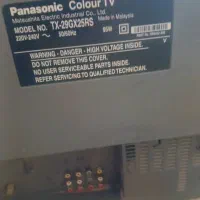 Panasonic Colour TV
Matsushita Electric Industrial Co., Ltd.
MODEL NO. TX-29GX25RS Made in Malaysia
220V-240V ~ 50/60Hz 95W
WARNING - DANGER - HIGH VOLTAGE INSIDE.
DO NOT REMOVE THIS COVER.
NO USER SERVICEABLE PARTS INSIDE.
REFER SERVICING TO QUALIFIED TECHNICIAN.
V